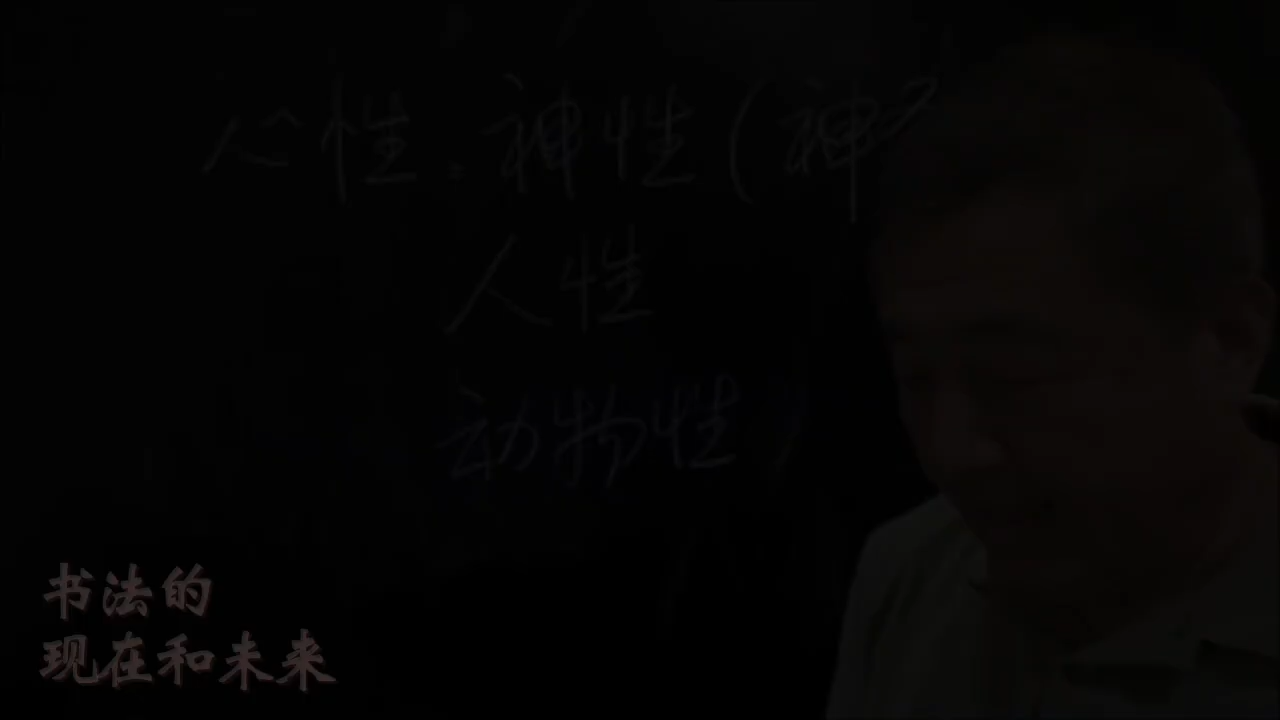 心性:神性(神
人性
动物性
书法的
现在和未来